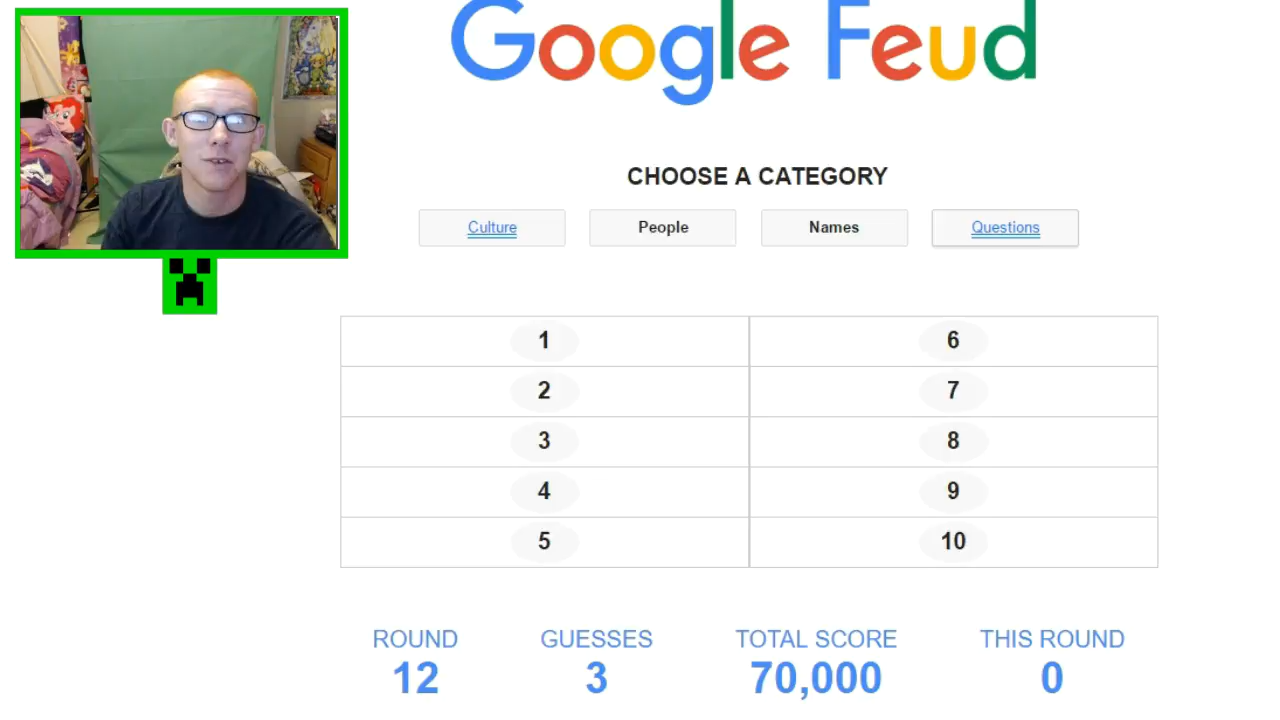 Google Feud
CHOOSE A CATEGORY
Culture People Names Questions
1 6
2 7
3 8
4 9
5 10
ROUND GUESSES TOTAL SCORE THIS ROUND
12 3 70,000 0